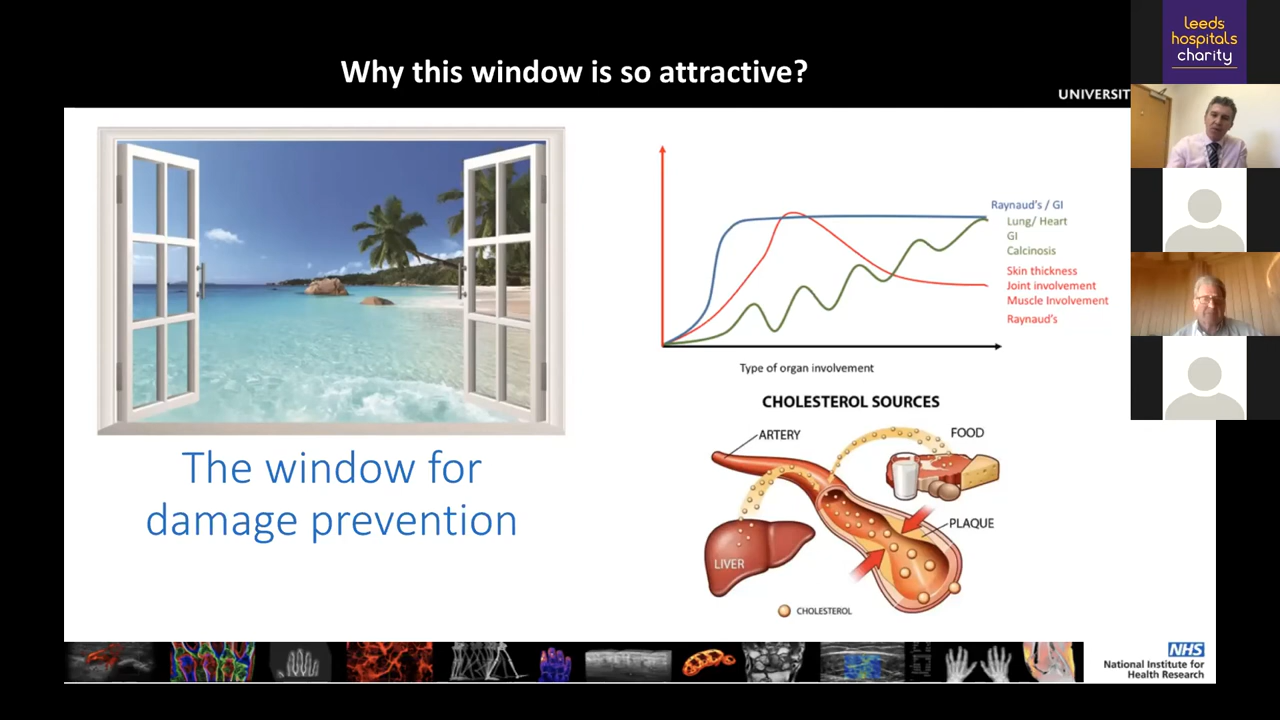 Why this window is so attractive?
UNIVERSIT
leeds
hospitals
charity
Raynaud's / GI
Lung/ Heart
GI
Calcinosis
Skin thickness
Joint involvement
Muscle Involvement
Raynaud's
Type of organ involvement
The window for
damage prevention
CHOLESTEROL SOURCES
ARTERY
FOOD
PLAQUE
LIVER
CHOLESTEROL
NHS
National Institute for
Health Research